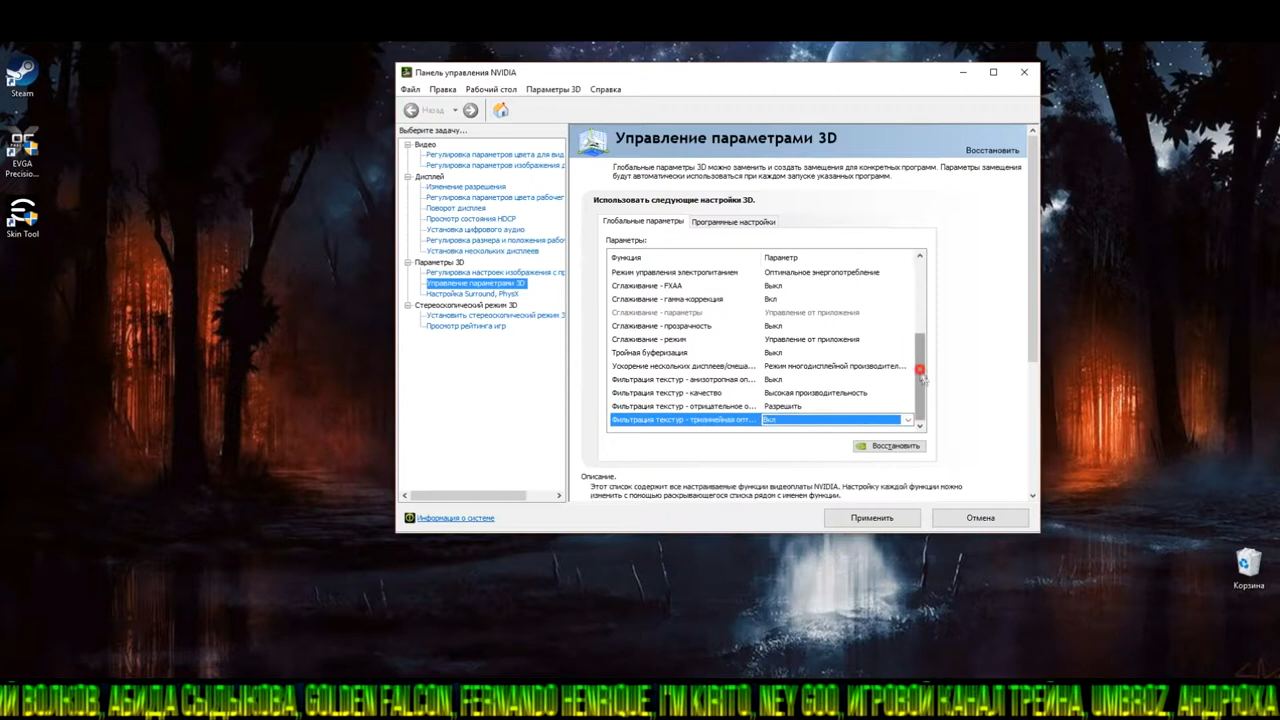 Steam
EVGA
Precisio...
Skin Tool
Панель управления NVIDIA
Файл Правка Рабочий стол Параметры 3D Справка
Назад
Выберите задачу...
Видео
Регулировка параметров цвета для вид
Регулировка параметров изображения д
Дисплей
Изменение разрешения
Регулировка параметров цвета рабочег
Поворот дисплея
Просмотр состояния HDCP
Установка цифрового аудио
Регулировка размера и положения рабо
Установка нескольких дисплеев
Параметры 3D
Регулировка настроек изображения с пр
Управление параметрами 3D
Настройка Surround, PhysX
Стереоскопический режим 3D
Установить стереоскопический режим 3
Просмотр рейтинга игр
Информация о системе
Управление параметрами 3D
Восстановить
Глобальные параметры 3D можно заменить и создать замещения для конкретных программ. Параметры замещения
будут автоматически использоваться при каждом запуске указанных программ.
Использовать следующие настройки 3D.
Глобальные параметры Программные настройки
Параметры:
Функция Параметр
Режим управления электропитанием Оптимальное энергопотребление
Сглаживание - FXAA Выкл
Сглаживание - гамма-коррекция Вкл
Сглаживание - параметры Управление от приложения
Сглаживание - прозрачность Выкл
Сглаживание - режим Управление от приложения
Тройная буферизация Выкл
Ускорение нескольких дисплеев/смеша... Режим многодисплейной производител...
Фильтрация текстур - анизотропная оп... Выкл
Фильтрация текстур - качество Высокая производительность
Фильтрация текстур - отрицательное о... Разрешить
Фильтрация текстур - трилинейная опт... Вкл
Восстановить
Описание.
Этот список содержит все настраиваемые функции видеоплаты NVIDIA. Настройку каждой функции можно
изменить с помощью раскрывающегося списка рядом с именем функции.
Применить Отмена
Корзина
ИЙ ВОЛКОВ, АБИДА СЫДЫКОВА, GOLDEN FALCON, FERNANDO HENRIQUE, I'M KIRITO, NEY GOO, ИГРОВОЙ КАНАЛ ТРЕЙНА, UMBROZ, АНДРЮХА